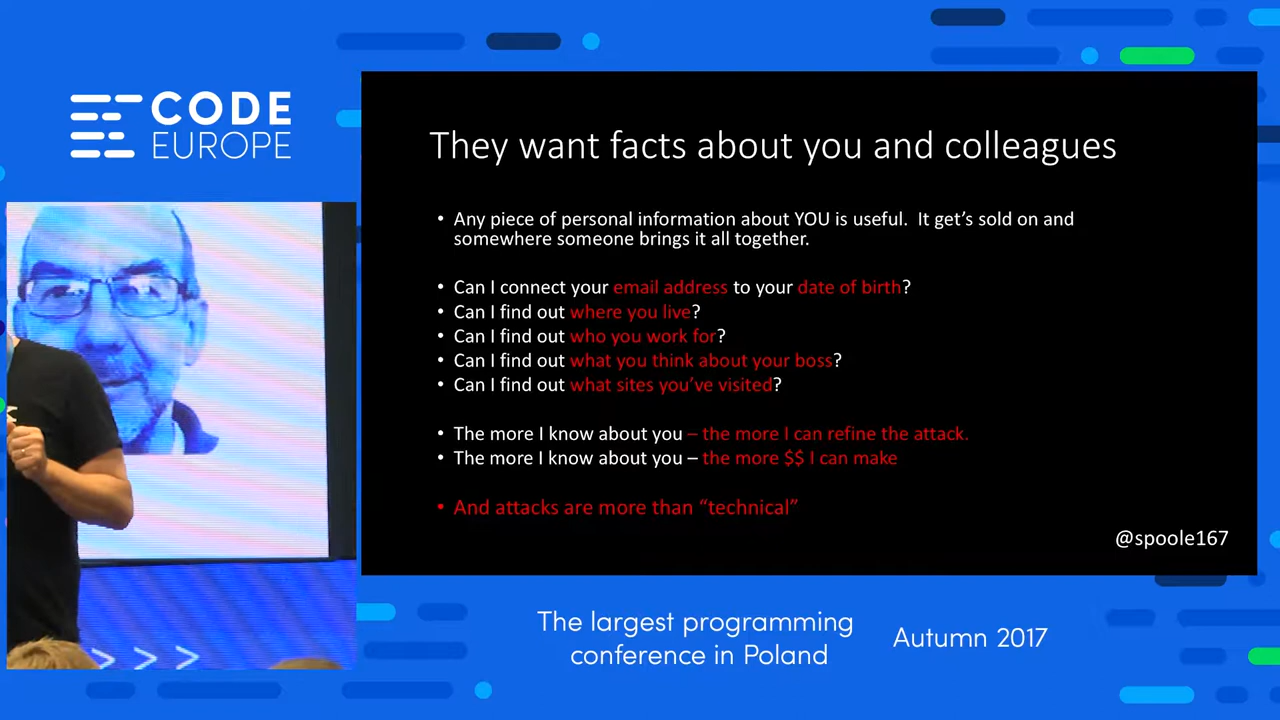 CODE
EUROPE
They want facts about you and colleagues
• Any piece of personal information about YOU is useful.  It get's sold on and
somewhere someone brings it all together.
• Can I connect your email address to your date of birth?
• Can I find out where you live?
• Can I find out who you work for?
• Can I find out what you think about your boss?
• Can I find out what sites you've visited?
• The more I know about you – the more I can refine the attack.
• The more I know about you – the more $$ I can make
• And attacks are more than “technical”
@spoole167
>>>
The largest programming
conference in Poland
Autumn 2017